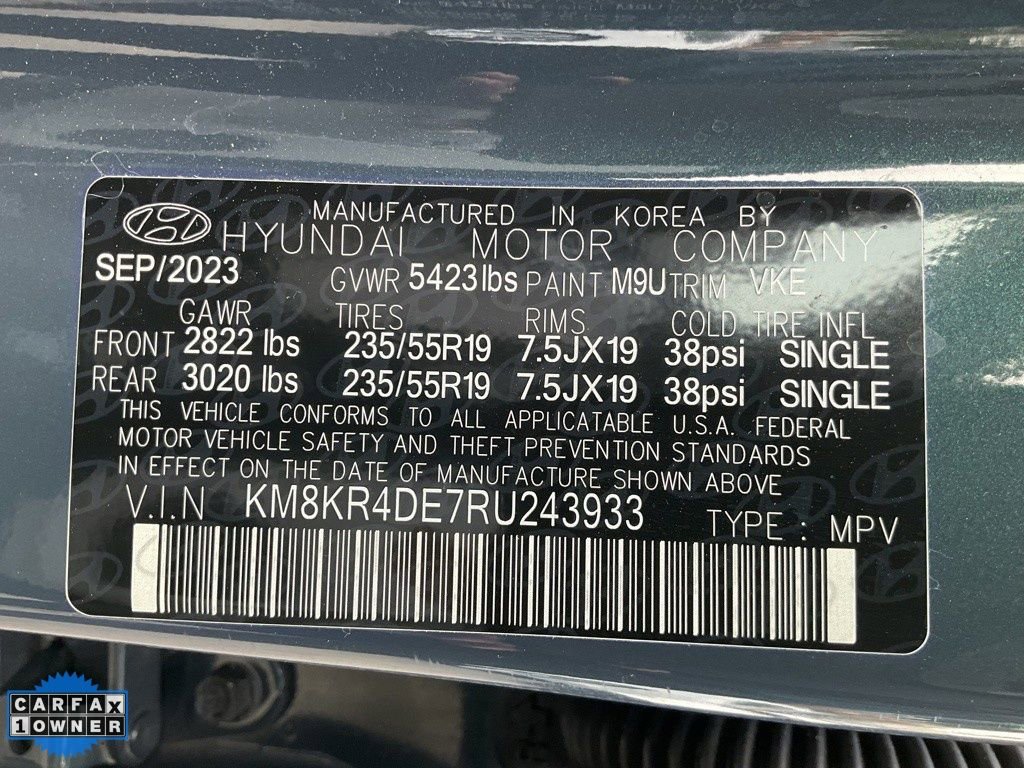 MANUFACTURED IN KOREA BY
HYUNDAI MOTOR COMPANY
SEP/2023 GVWR 5423lbs PAINT M9U TRIM VKE
GAWR TIRES RIMS COLD TIRE INFL
FRONT 2822 lbs 235/55R19 7.5JX19 38psi SINGLE
REAR 3020 lbs 235/55R19 7.5JX19 38psi SINGLE
THIS VEHICLE CONFORMS TO ALL APPLICATABLE U.S.A. FEDERAL
MOTOR VEHICLE SAFETY AND THEFT PREVENTION STANDARDS
IN EFFECT ON THE DATE OF MANUFACTURE SHOWN ABOVE
V.I.N KM8KR4DE7RU243933 TYPE : MPV
CARFAX
1 OWNER